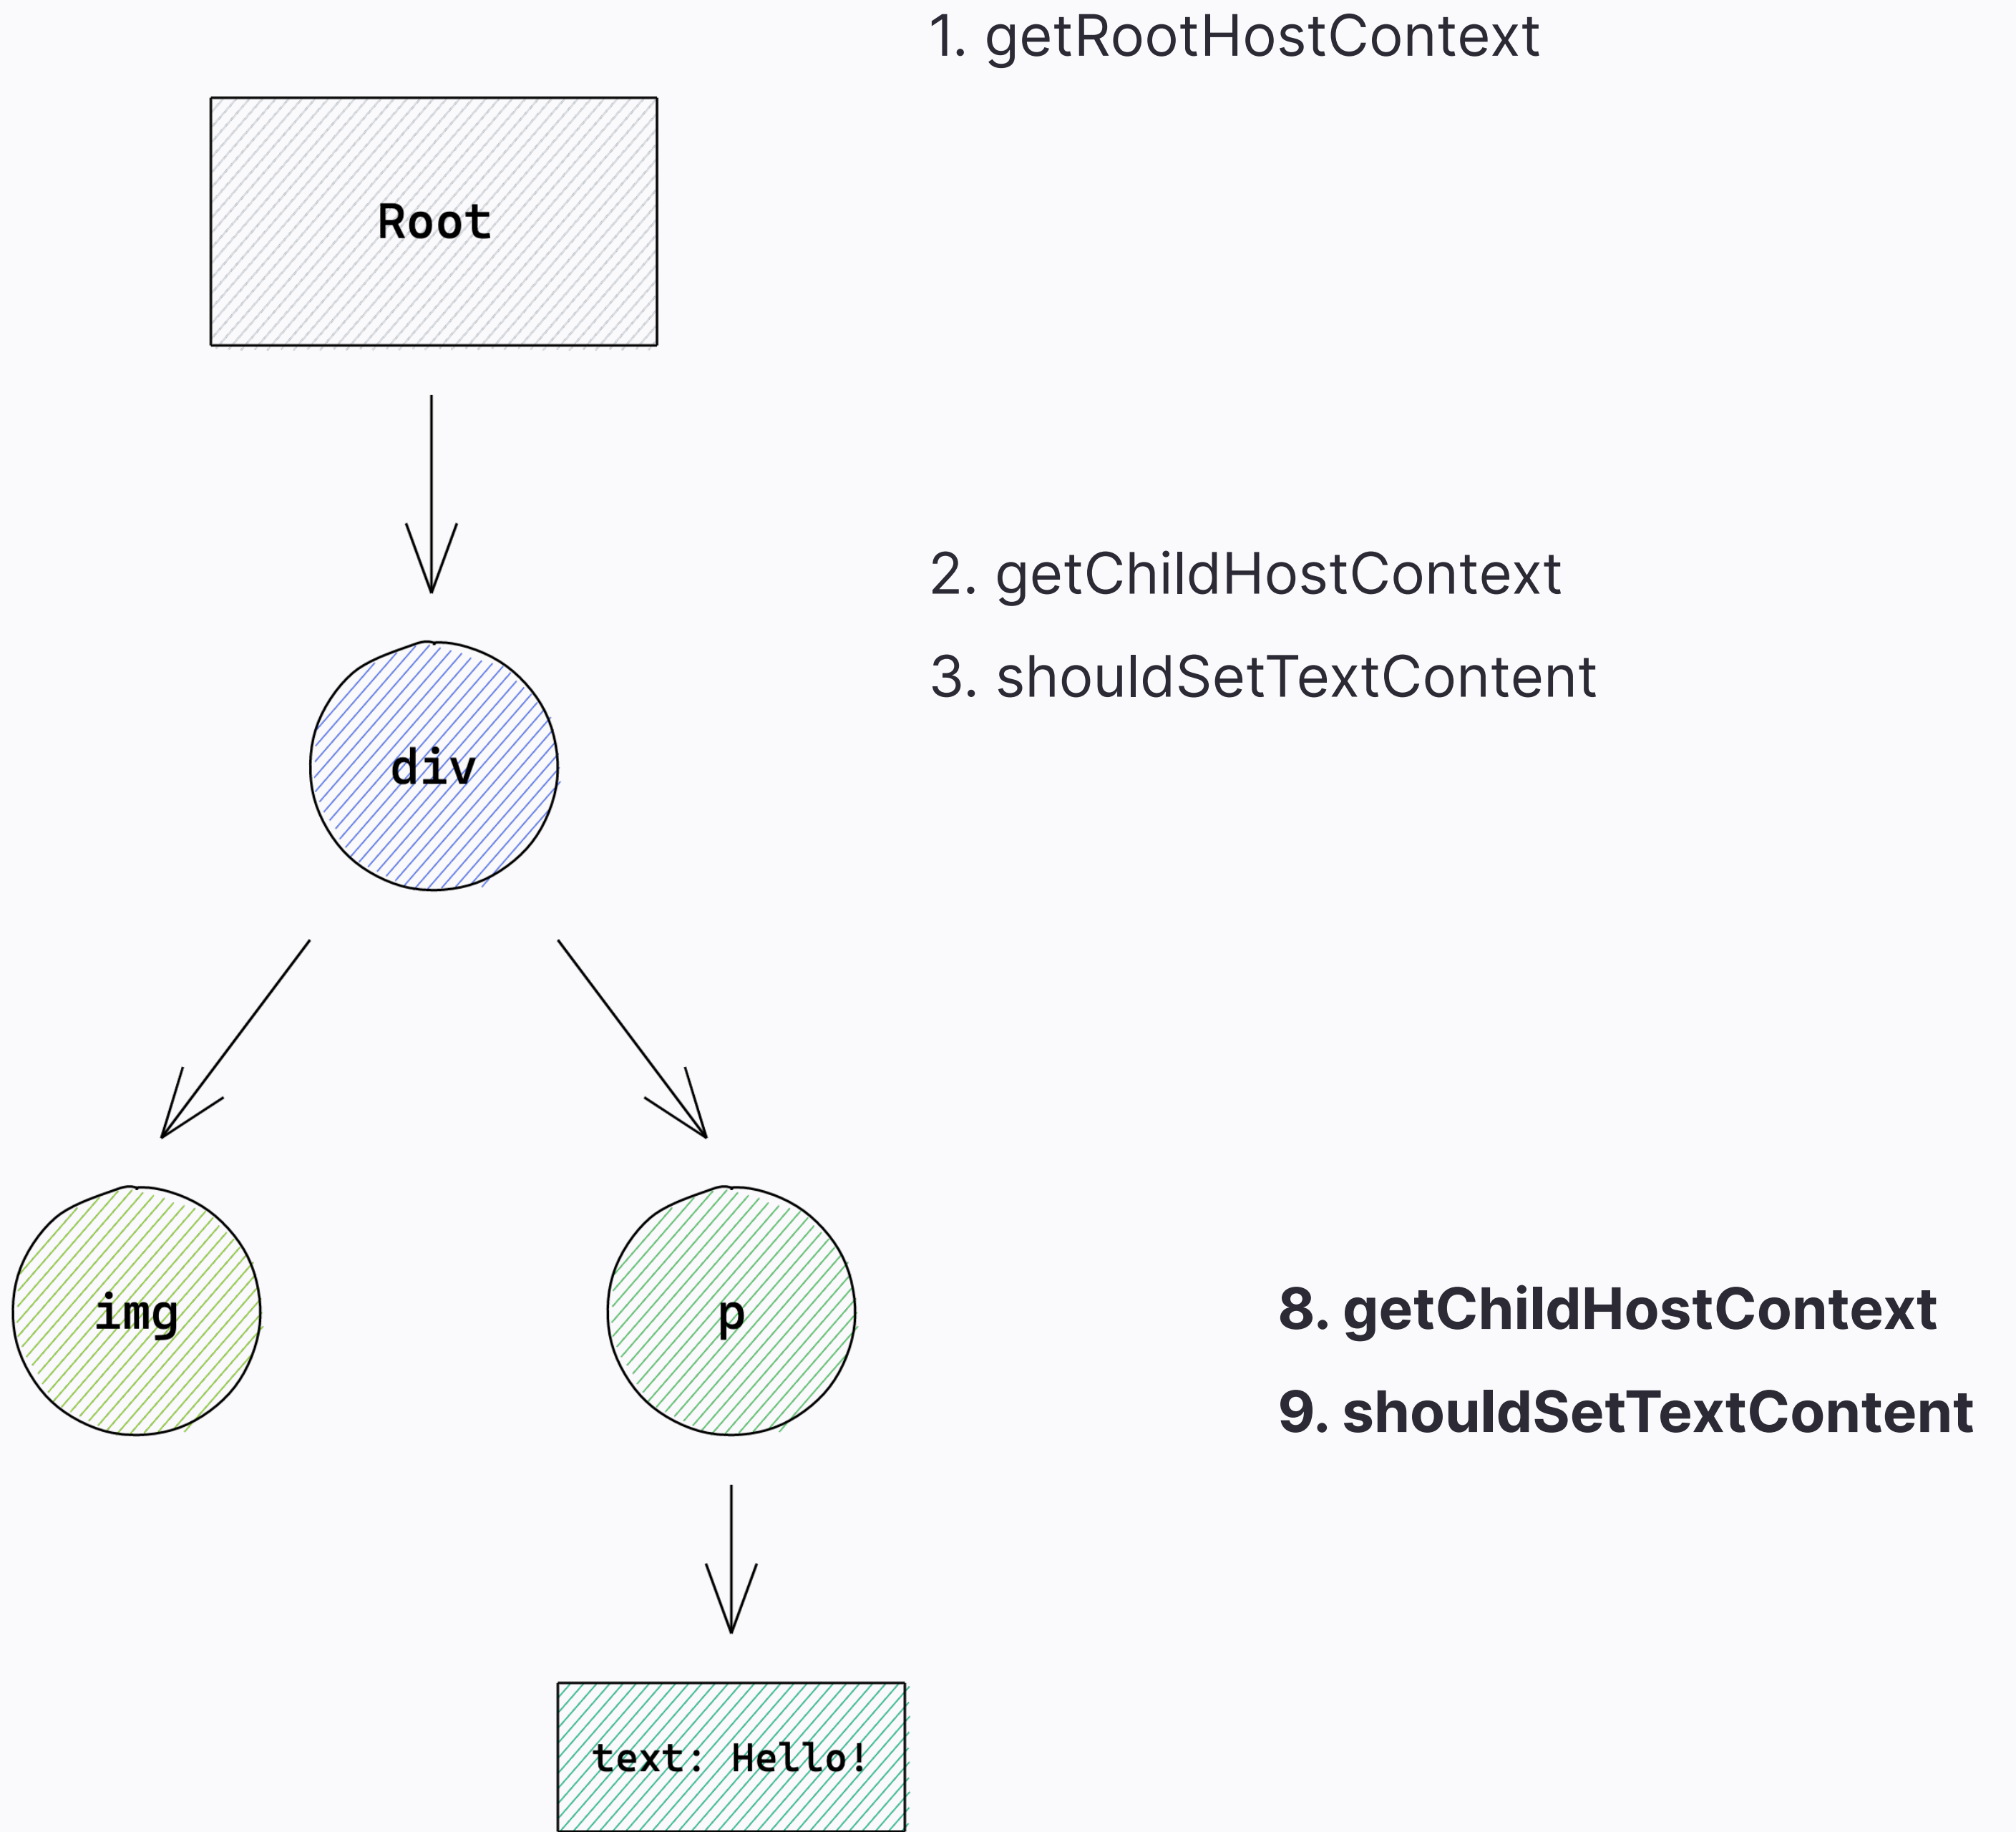 1. getRootHostContext
Root
2. getChildHostContext
3. shouldSetTextContent
div
img
p
8. getChildHostContext
9. shouldSetTextContent
text: Hello!